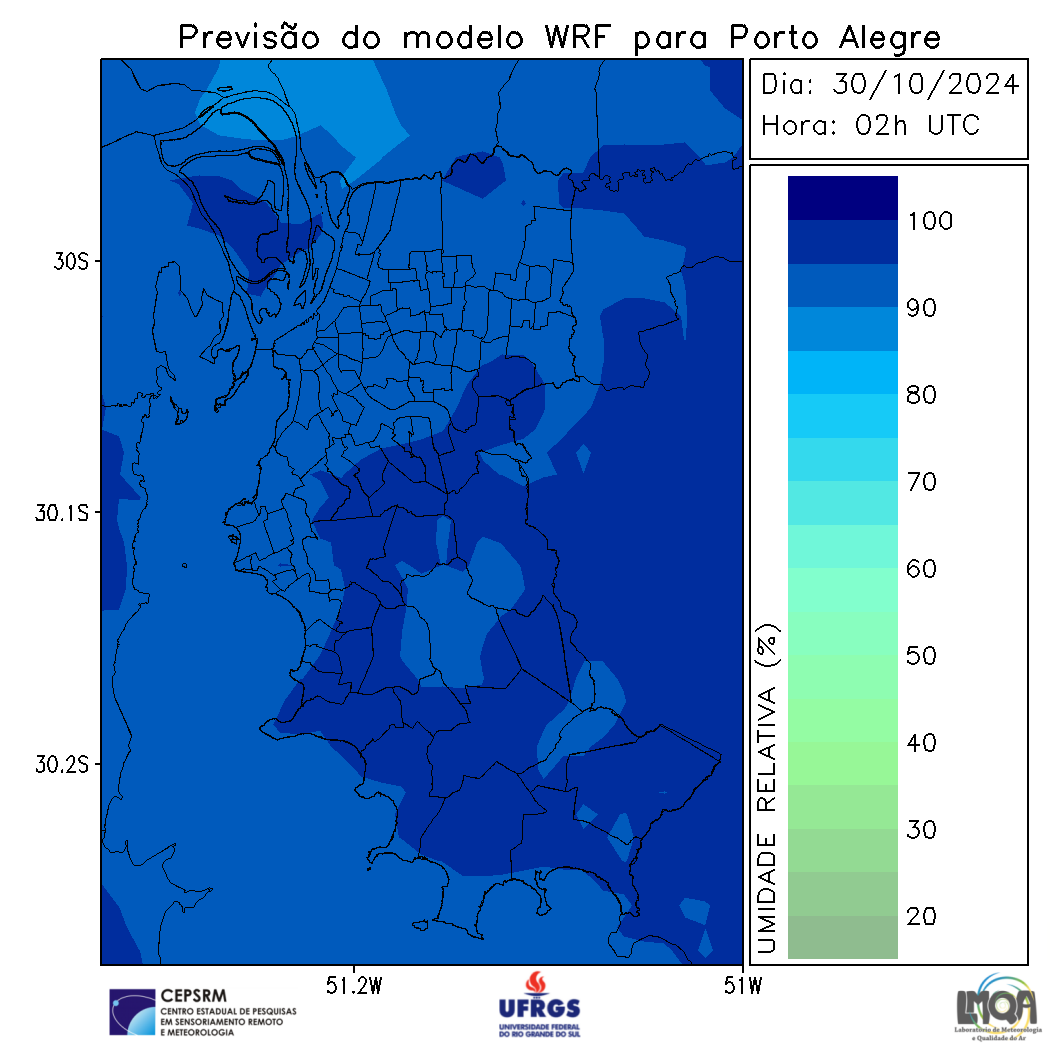 Previsão do modelo WRF para Porto Alegre
Dia: 30/10/2024
Hora: 02h UTC
30S
30.1S
30.2S
51.2W
51W
UMIDADE RELATIVA (%)
100
90
80
70
60
50
40
30
20
CEPSRM
CENTRO ESTADUAL DE PESQUISAS
EM SENSORIAMENTO REMOTO
E METEOROLOGIA
UFRGS
UNIVERSIDADE FEDERAL
DO RIO GRANDE DO SUL
LMQA
Laboratório de Meteorologia
e Qualidade do Ar